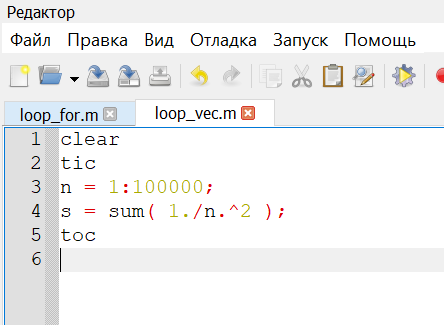 Редактор
Файл Правка Вид Отладка Запуск Помощь
loop_for.m loop_vec.m
1 clear
2 tic
3 n = 1:100000;
4 s = sum( 1./n.^2 );
5 toc
6